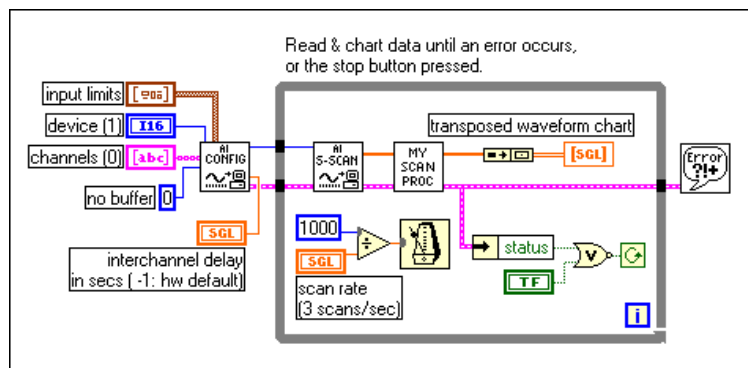 Read & chart data until an error occurs,
or the stop button pressed.
input limits
device (1)
I16
channels (0)
[abc]
no buffer
0
AI
CONFIG
SGL
interchannel delay
in secs ( -1: hw default)
AI
S-SCAN
MY
SCAN
PROC
transposed waveform chart
[SGL]
Error
?!+
1000
÷
SGL
scan rate
(3 scans/sec)
status
V
TF
i